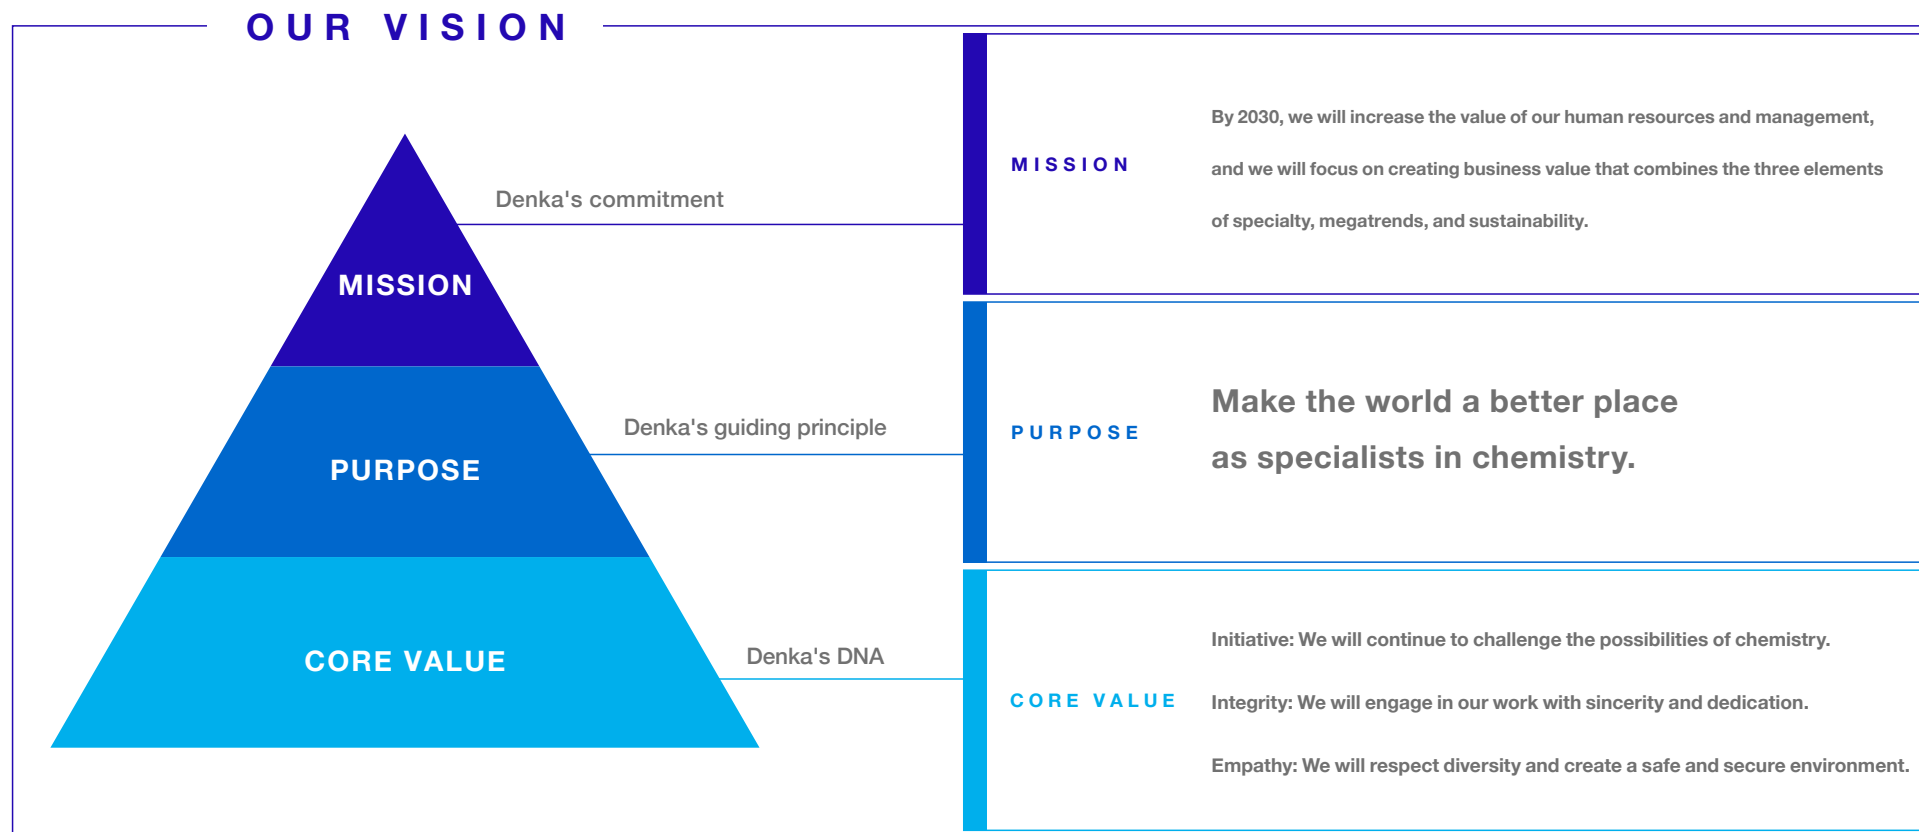 OUR VISION
MISSION
PURPOSE
CORE VALUE
Denka's commitment
Denka's guiding principle
Denka's DNA
MISSION
By 2030, we will increase the value of our human resources and management,
and we will focus on creating business value that combines the three elements
of specialty, megatrends, and sustainability.
PURPOSE
Make the world a better place
as specialists in chemistry.
CORE VALUE
Initiative: We will continue to challenge the possibilities of chemistry.
Integrity: We will engage in our work with sincerity and dedication.
Empathy: We will respect diversity and create a safe and secure environment.